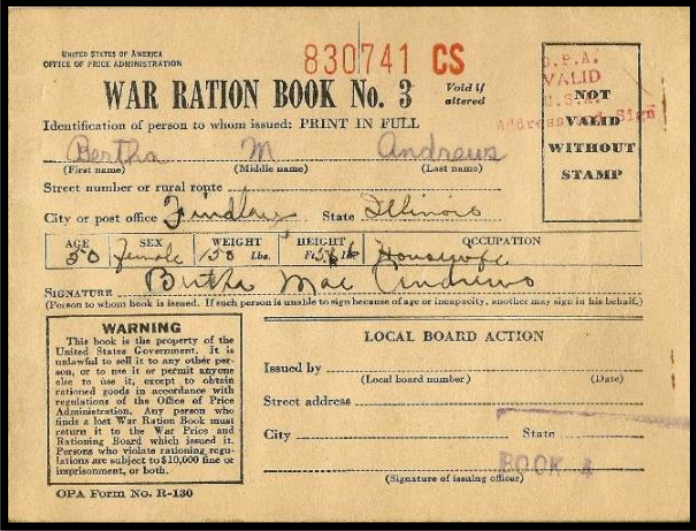 UNITED STATES OF AMERICA
OFFICE OF PRICE ADMINISTRATION
830741 CS
WAR RATION BOOK No. 3
Void if
altered
O.P.A.
VALID
U.S.A.
Address and Sign
NOT
VALID
WITHOUT
STAMP
Identification of person to whom issued: PRINT IN FULL
Bertha M Andrews
(First name) (Middle name) (Last name)
Street number or rural route
City or post office Findlay State Illinois
AGE SEX WEIGHT HEIGHT OCCUPATION
50 Female 150 Lbs. Ft. In. Housewife
Bertha Mae Andrews
SIGNATURE
(Person to whom book is issued. If such person is unable to sign because of age or incapacity, another may sign in his behalf.)
WARNING
This book is the property of the
United States Government. It is
unlawful to sell it to any other per-
son, or to use it or permit anyone
else to use it, except to obtain
rationed goods in accordance with
regulations of the Office of Price
Administration. Any person who
finds a lost War Ration Book must
return it to the War Price and
Rationing Board which issued it.
Persons who violate rationing regu-
lations are subject to $10,000 fine or
imprisonment, or both.
LOCAL BOARD ACTION
Issued by
(Local board number) (Date)
Street address
City State
BOOK 4
(Signature of issuing officer)
OPA Form No. R-130